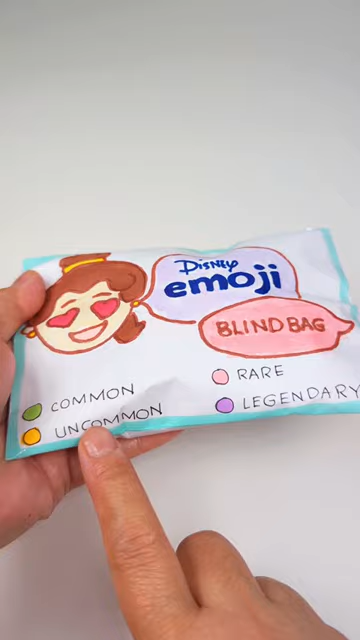 DISNEY
emoji
BLIND BAG
COMMON
UNCOMMON
RARE
LEGENDARY